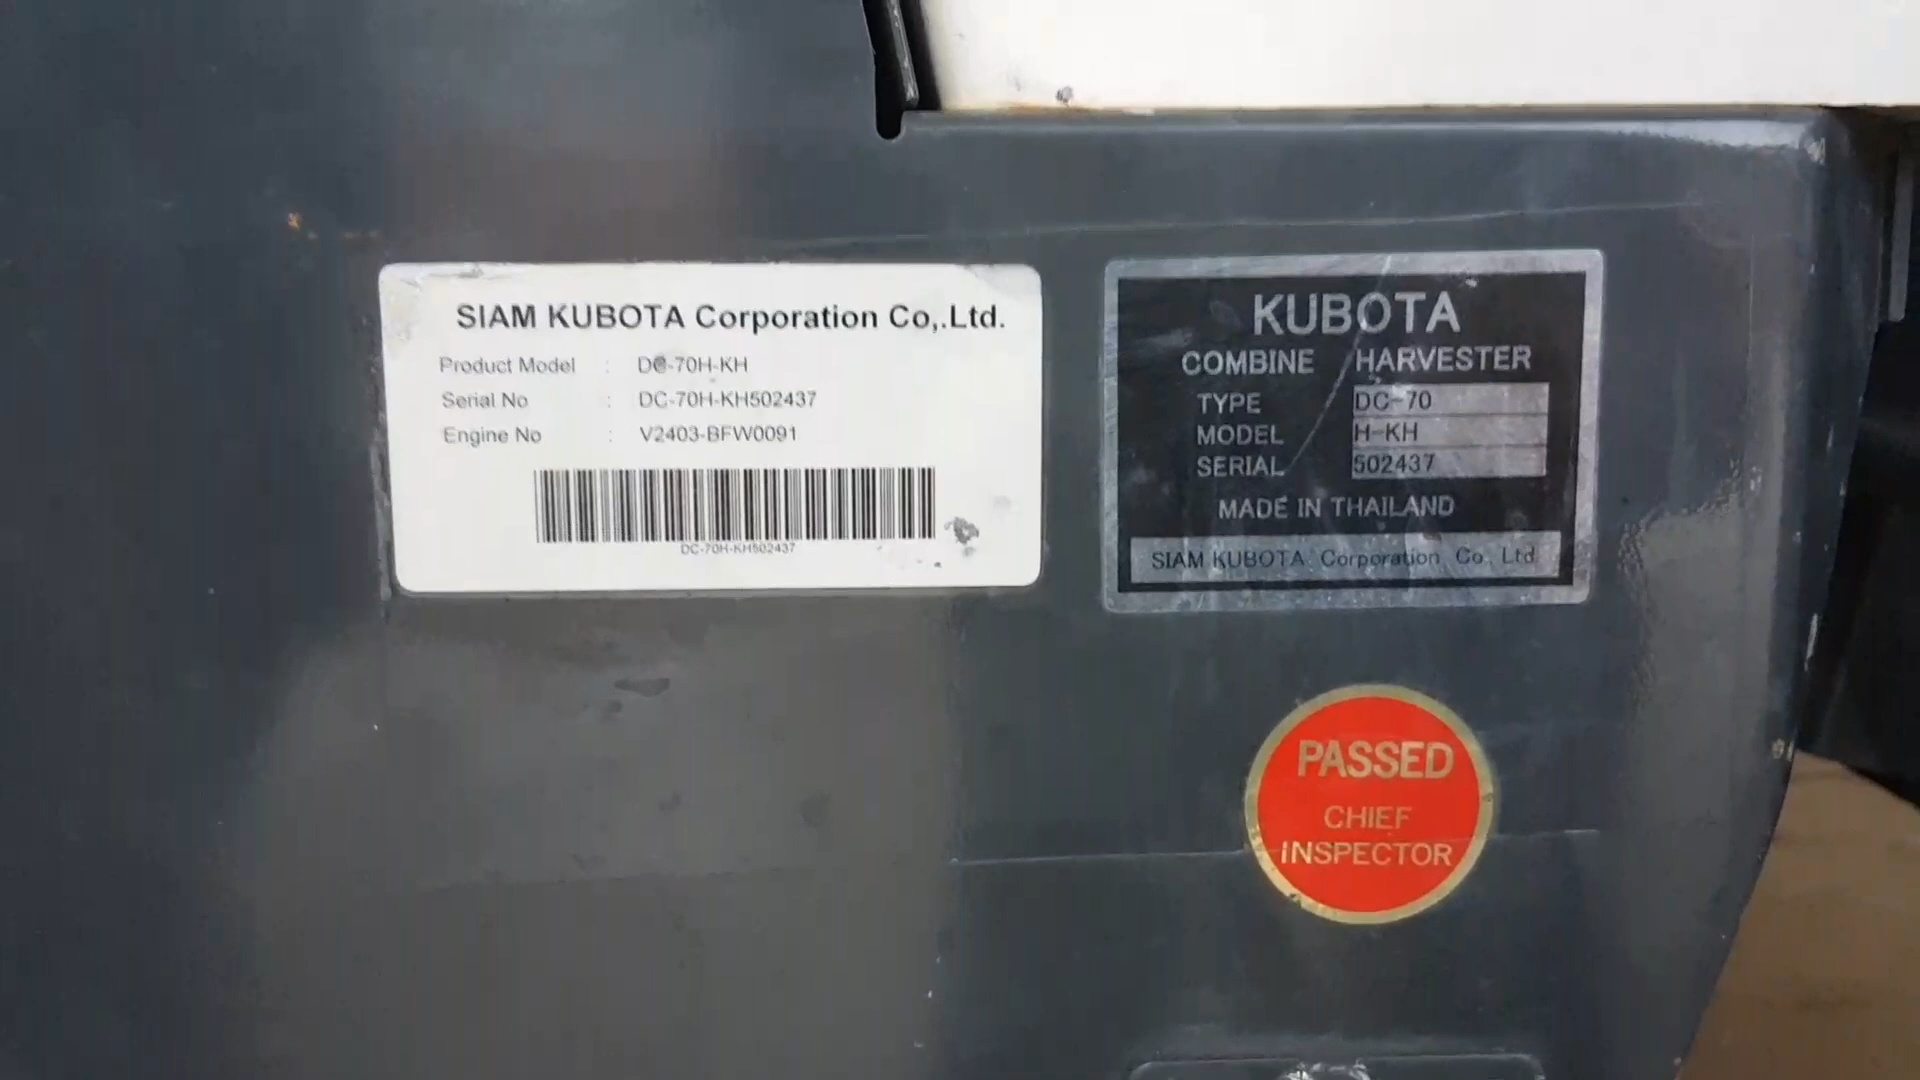 SIAM KUBOTA Corporation Co,.Ltd.
Product Model : DC-70H-KH
Serial No : DC-70H-KH502437
Engine No : V2403-BFW0091
DC-70H-KH502437
KUBOTA
COMBINE HARVESTER
TYPE DC-70
MODEL H-KH
SERIAL 502437
MADE IN THAILAND
SIAM KUBOTA Corporation Co., Ltd.
PASSED
CHIEF
INSPECTOR